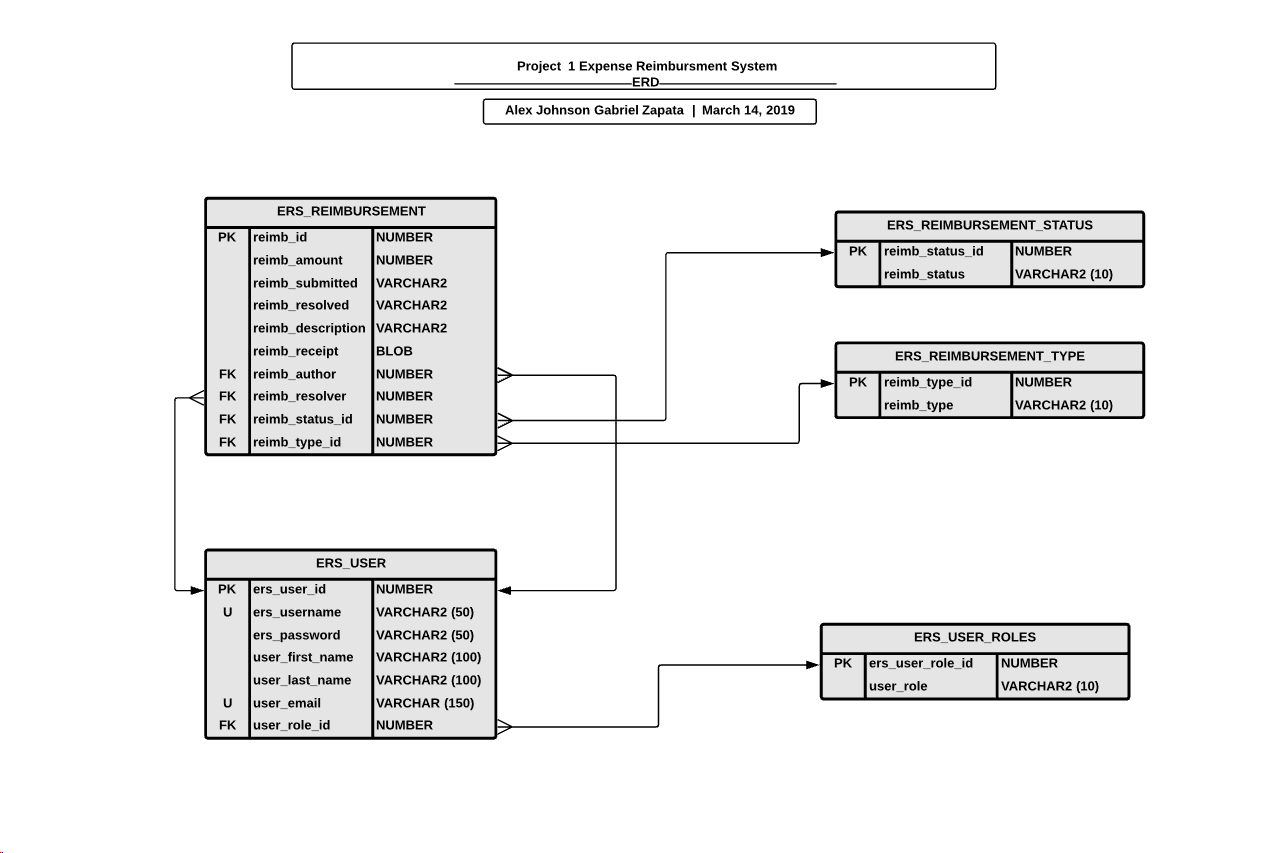 Project 1 Expense Reimbursment System
ERD
Alex Johnson Gabriel Zapata | March 14, 2019
ERS_REIMBURSEMENT
PK reimb_id NUMBER
reimb_amount NUMBER
reimb_submitted VARCHAR2
reimb_resolved VARCHAR2
reimb_description VARCHAR2
reimb_receipt BLOB
FK reimb_author NUMBER
FK reimb_resolver NUMBER
FK reimb_status_id NUMBER
FK reimb_type_id NUMBER
ERS_REIMBURSEMENT_STATUS
PK reimb_status_id NUMBER
reimb_status VARCHAR2 (10)
ERS_REIMBURSEMENT_TYPE
PK reimb_type_id NUMBER
reimb_type VARCHAR2 (10)
ERS_USER
PK ers_user_id NUMBER
U ers_username VARCHAR2 (50)
ers_password VARCHAR2 (50)
user_first_name VARCHAR2 (100)
user_last_name VARCHAR2 (100)
U user_email VARCHAR (150)
FK user_role_id NUMBER
ERS_USER_ROLES
PK ers_user_role_id NUMBER
user_role VARCHAR2 (10)